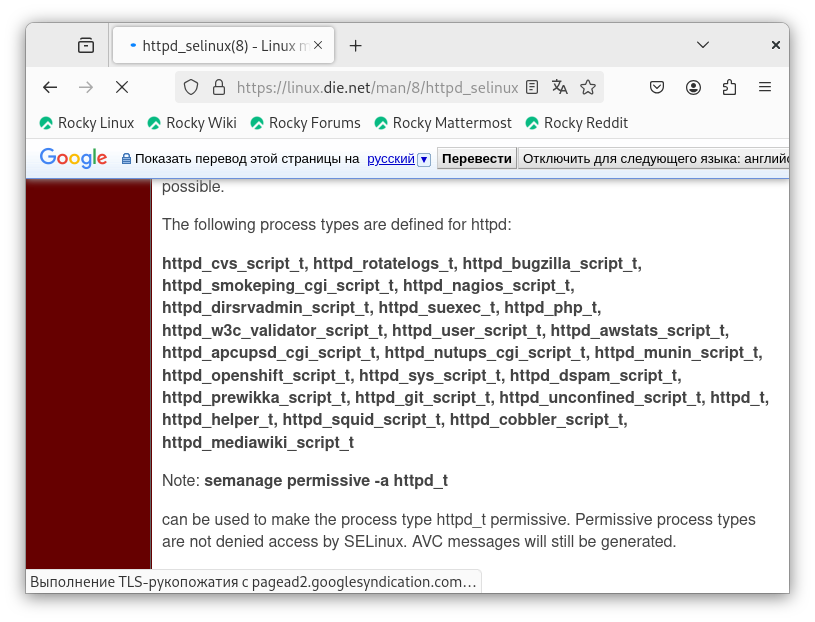 httpd_selinux(8) - Linux m
https://linux.die.net/man/8/httpd_selinux
Rocky Linux Rocky Wiki Rocky Forums Rocky Mattermost Rocky Reddit
Google Показать перевод этой страницы на русский Перевести Отключить для следующего языка: англий
possible.
The following process types are defined for httpd:
httpd_cvs_script_t, httpd_rotatelogs_t, httpd_bugzilla_script_t,
httpd_smokeping_cgi_script_t, httpd_nagios_script_t,
httpd_dirsrvadmin_script_t, httpd_suexec_t, httpd_php_t,
httpd_w3c_validator_script_t, httpd_user_script_t, httpd_awstats_script_t,
httpd_apcupsd_cgi_script_t, httpd_nutups_cgi_script_t, httpd_munin_script_t,
httpd_openshift_script_t, httpd_sys_script_t, httpd_dspam_script_t,
httpd_prewikka_script_t, httpd_git_script_t, httpd_unconfined_script_t, httpd_t,
httpd_helper_t, httpd_squid_script_t, httpd_cobbler_script_t,
httpd_mediawiki_script_t
Note: semanage permissive -a httpd_t
can be used to make the process type httpd_t permissive. Permissive process types
are not denied access by SELinux. AVC messages will still be generated.
Выполнение TLS-рукопожатия с pagead2.googlesyndication.com…